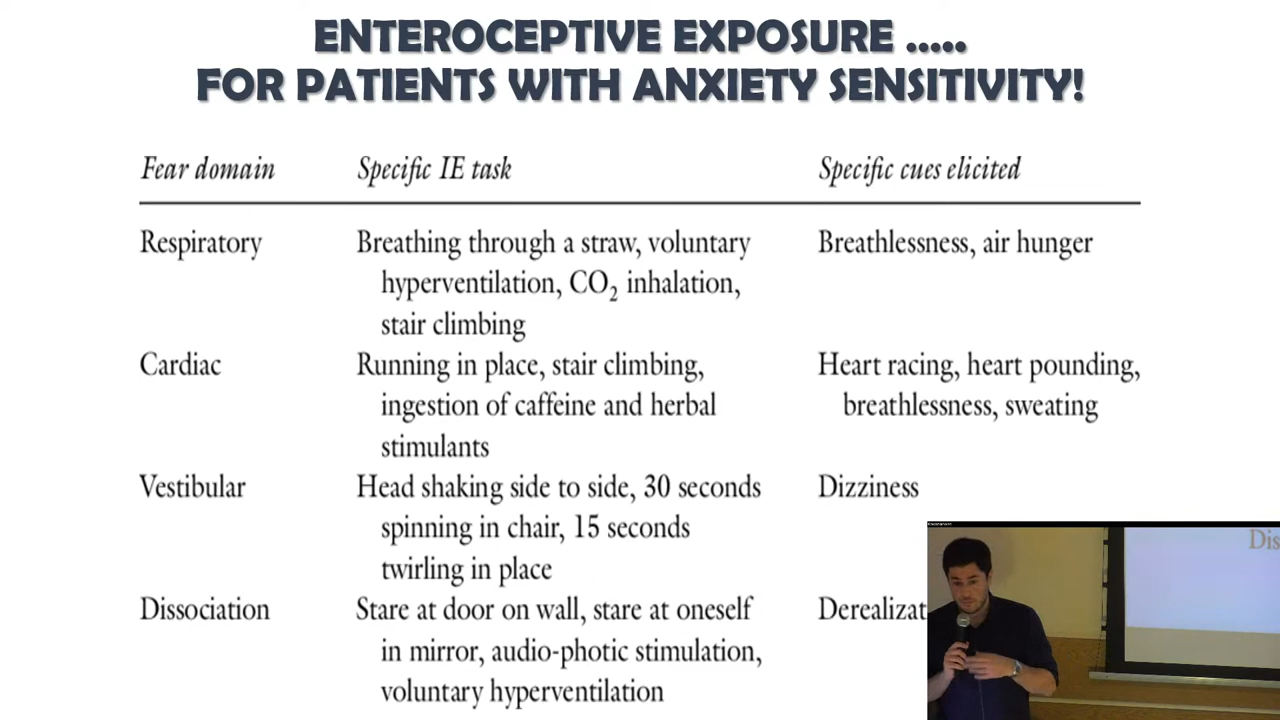 ENTEROCEPTIVE EXPOSURE .....
FOR PATIENTS WITH ANXIETY SENSITIVITY!
Fear domain Specific IE task Specific cues elicited
Respiratory Breathing through a straw, voluntary Breathlessness, air hunger
hyperventilation, CO₂ inhalation,
stair climbing
Cardiac Running in place, stair climbing, Heart racing, heart pounding,
ingestion of caffeine and herbal breathlessness, sweating
stimulants
Vestibular Head shaking side to side, 30 seconds Dizziness
spinning in chair, 15 seconds
twirling in place
Dissociation Stare at door on wall, stare at oneself
in mirror, audio-photic stimulation,
voluntary hyperventilation